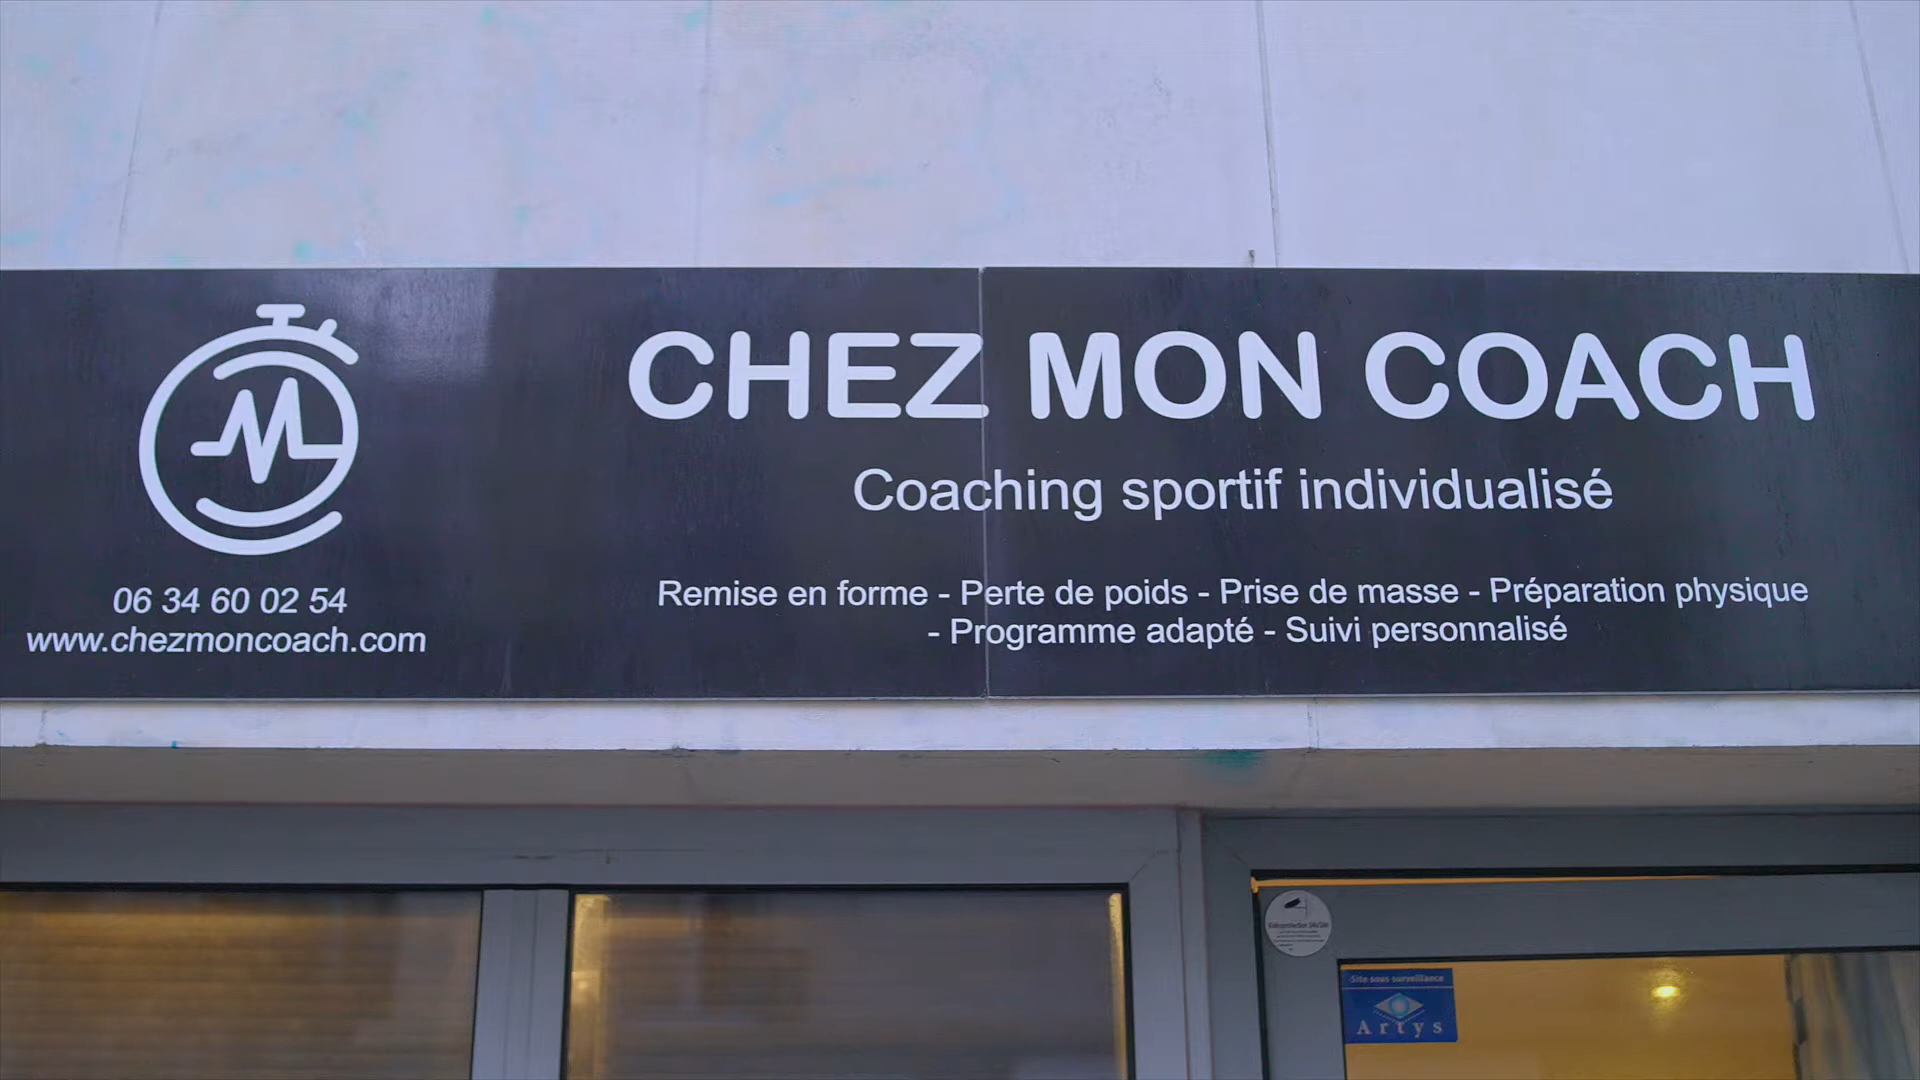 CHEZ MON COACH
Coaching sportif individualisé
Remise en forme - Perte de poids - Prise de masse - Préparation physique
- Programme adapté - Suivi personnalisé
06 34 60 02 54
www.chezmoncoach.com
Site sous surveillance
Artys